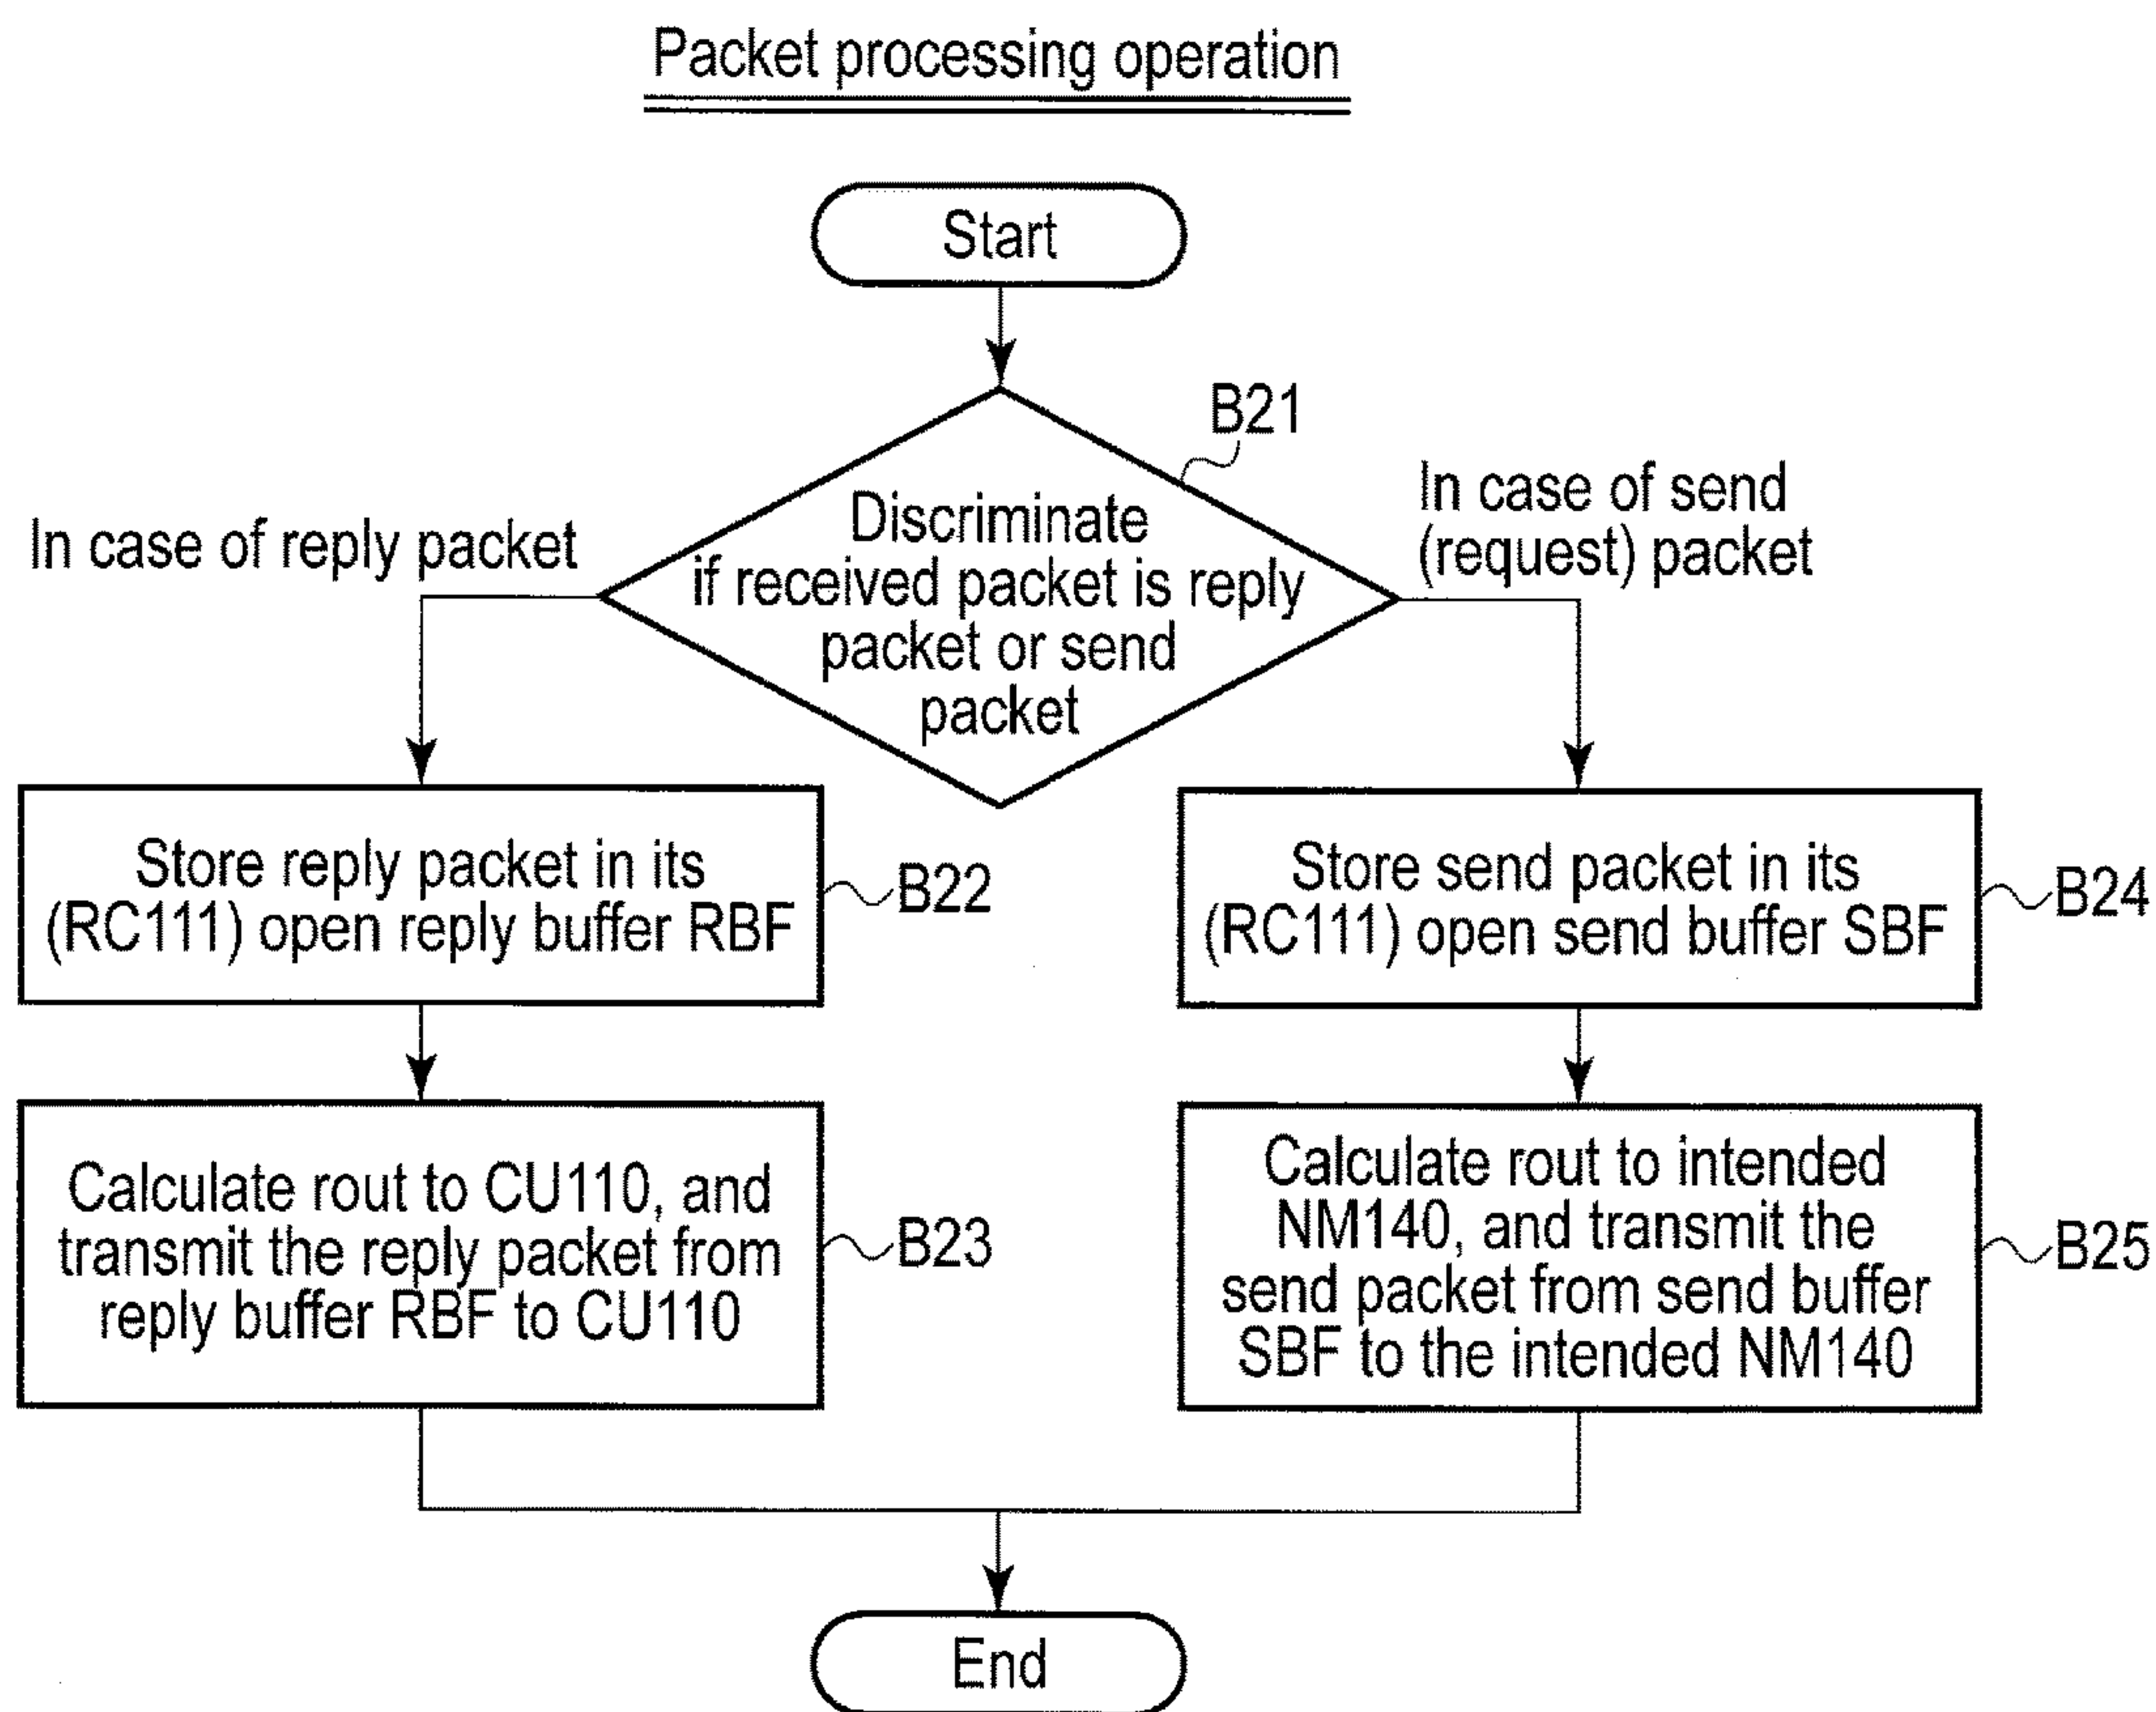 Packet processing operation
Start
B21
In case of reply packet
In case of send
(request) packet
Discriminate
if received packet is reply
packet or send
packet
Store reply packet in its
(RC111) open reply buffer RBF
B22
Store send packet in its
(RC111) open send buffer SBF
B24
Calculate rout to CU110, and
transmit the reply packet from
reply buffer RBF to CU110
B23
Calculate rout to intended
NM140, and transmit the
send packet from send buffer
SBF to the intended NM140
B25
End